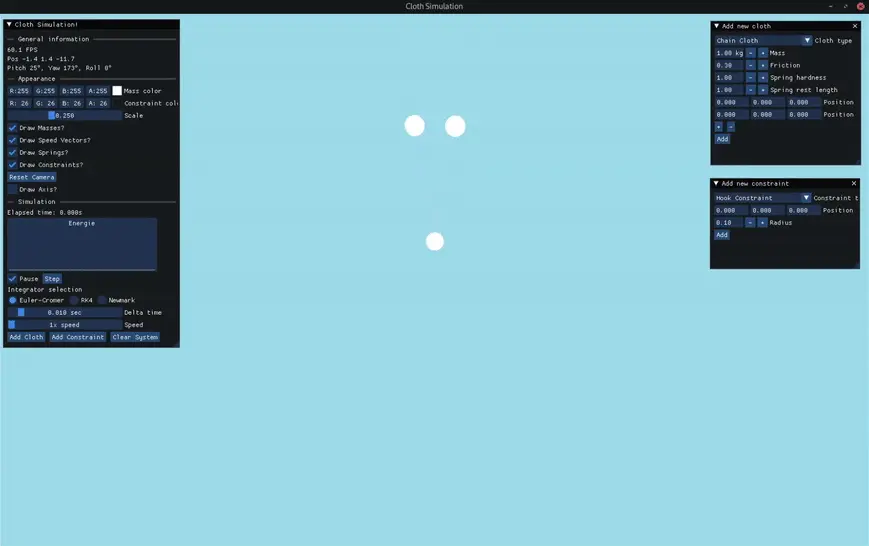 Cloth Simulation
Cloth Simulation!
General information
60.1 FPS
Pos -1.4 1.4 -11.7
Pitch 25°, Yaw 173°, Roll 0°
Appearance
R:255 G:255 B:255 A:255 Mass color
R: 26 G: 26 B: 26 A: 26 Constraint col
0.250 Scale
Draw Masses?
Draw Speed Vectors?
Draw Springs?
Draw Constraints?
Reset Camera
Draw Axis?
Simulation
Elapsed time: 0.000s
Energie
Pause Step
Integrator selection
Euler-Cromer RK4 Newmark
0.010 sec Delta time
1x speed Speed
Add Cloth Add Constraint Clear System
Add new cloth
Chain Cloth Cloth type
1.00 kg - + Mass
0.30 - + Friction
1.00 - + Spring hardness
1.00 - + Spring rest length
0.000 0.000 0.000 Position
0.000 0.000 0.000 Position
+ -
Add
Add new constraint
Hook Constraint Constraint t
0.000 0.000 0.000 Position
0.10 - + Radius
Add